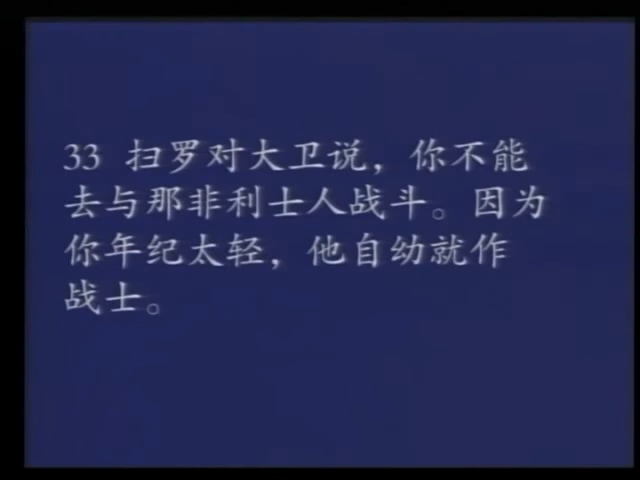 33 扫罗对大卫说，你不能
去与那非利士人战斗。因为
你年纪太轻，他自幼就作
战士。